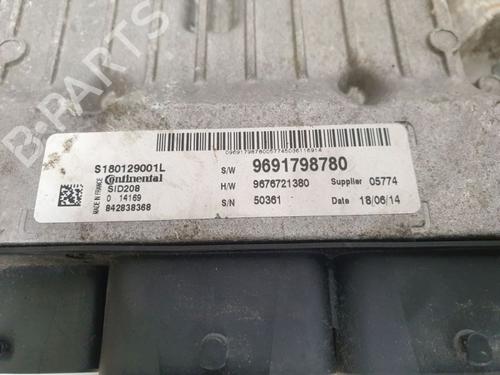 B-PARTS
C9691798780057745036116914
S180129001L
Continental
SID208
0 14169
842838368
MADE IN FRANCE
S/W 9691798780
H/W 9676721380 Supplier 05774
S/N 50361 Date 18/06/14